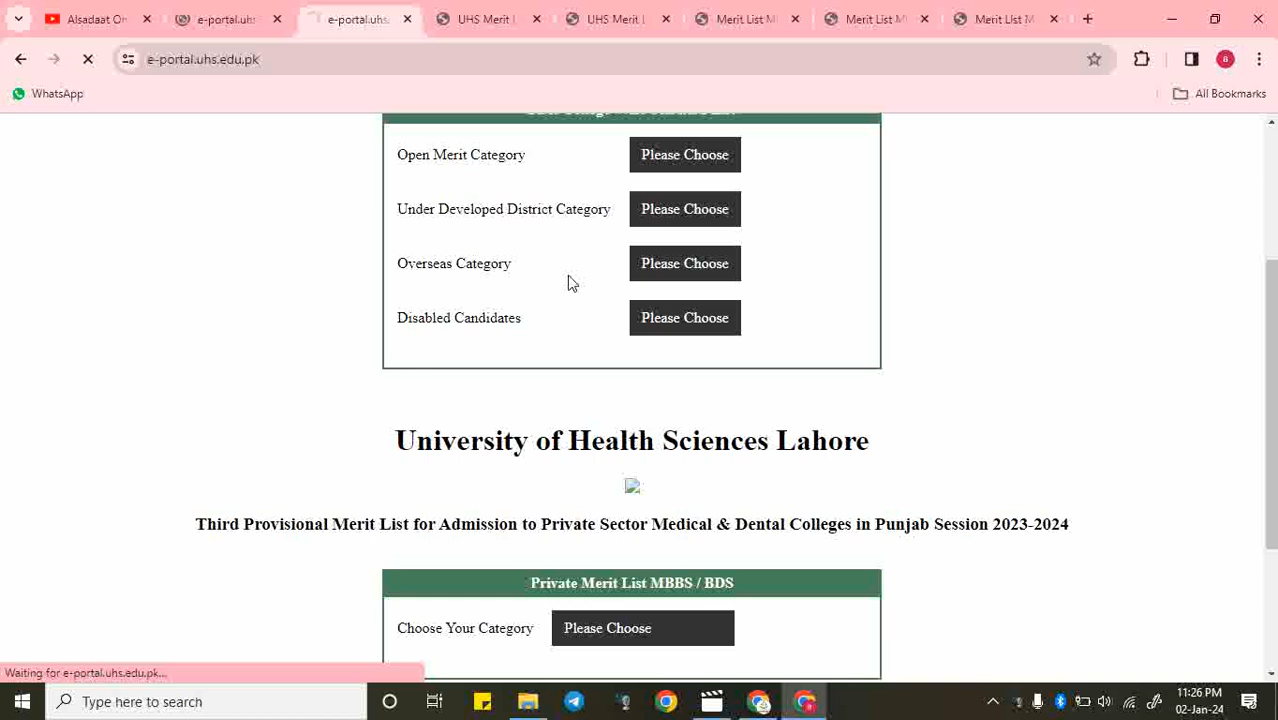 Alsadaat On
e-portal.uhs.
e-portal.uhs.
UHS Merit L
UHS Merit L
Merit List M
Merit List M
Merit List M
e-portal.uhs.edu.pk
a
WhatsApp
All Bookmarks
Open Merit Category
Please Choose
Under Developed District Category
Please Choose
Overseas Category
Please Choose
Disabled Candidates
Please Choose
University of Health Sciences Lahore
Third Provisional Merit List for Admission to Private Sector Medical & Dental Colleges in Punjab Session 2023-2024
Private Merit List MBBS / BDS
Choose Your Category
Please Choose
Waiting for e-portal.uhs.edu.pk...
Type here to search
11:26 PM
02-Jan-24